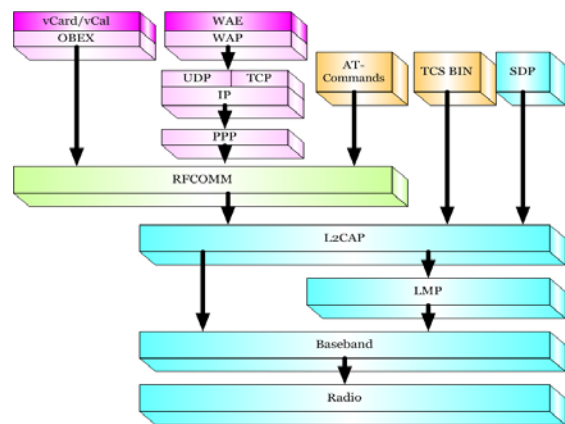 vCard/vCal
OBEX
WAE
WAP
UDP
TCP
IP
PPP
AT-
Commands
TCS BIN
SDP
RFCOMM
L2CAP
LMP
Baseband
Radio